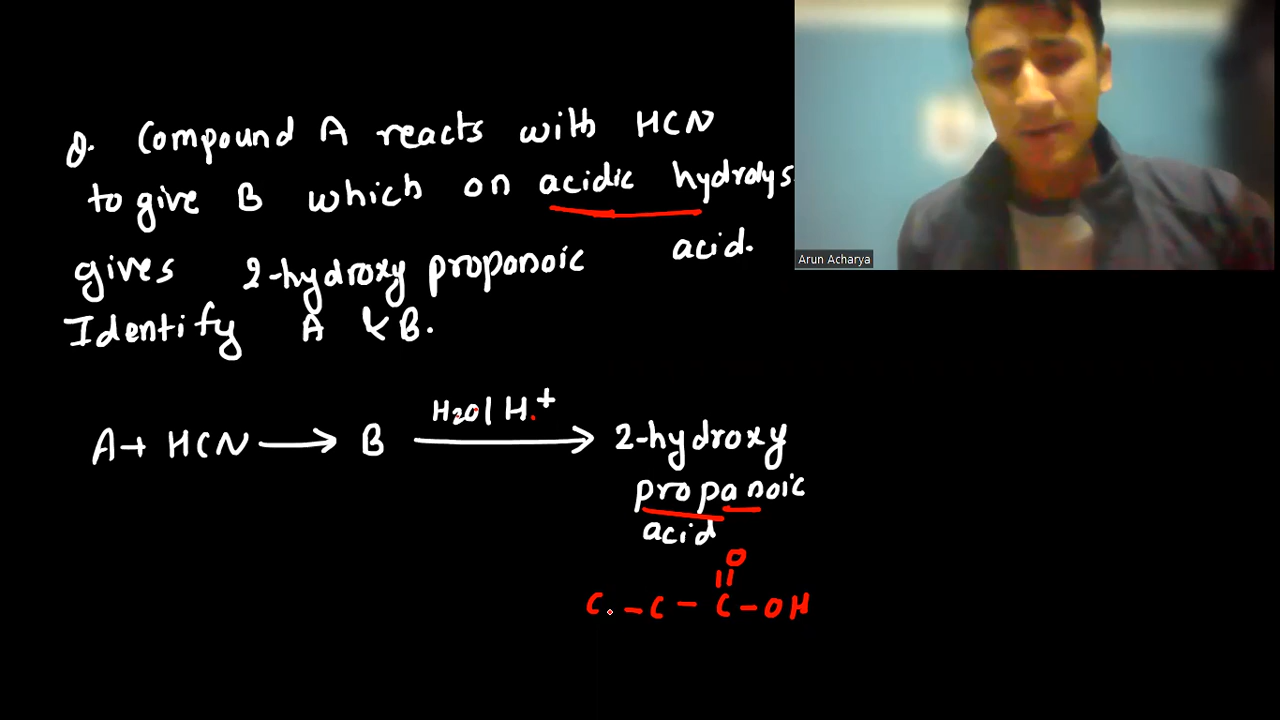 Q. Compound A reacts with HCN
to give B which on acidic hydrolys
gives 2-hydroxy propanoic acid.
Identify A & B.
Arun Acharya
A + HCN → B H2O | H+ → 2-hydroxy
propanoic
acid
O
||
C - C - C - OH